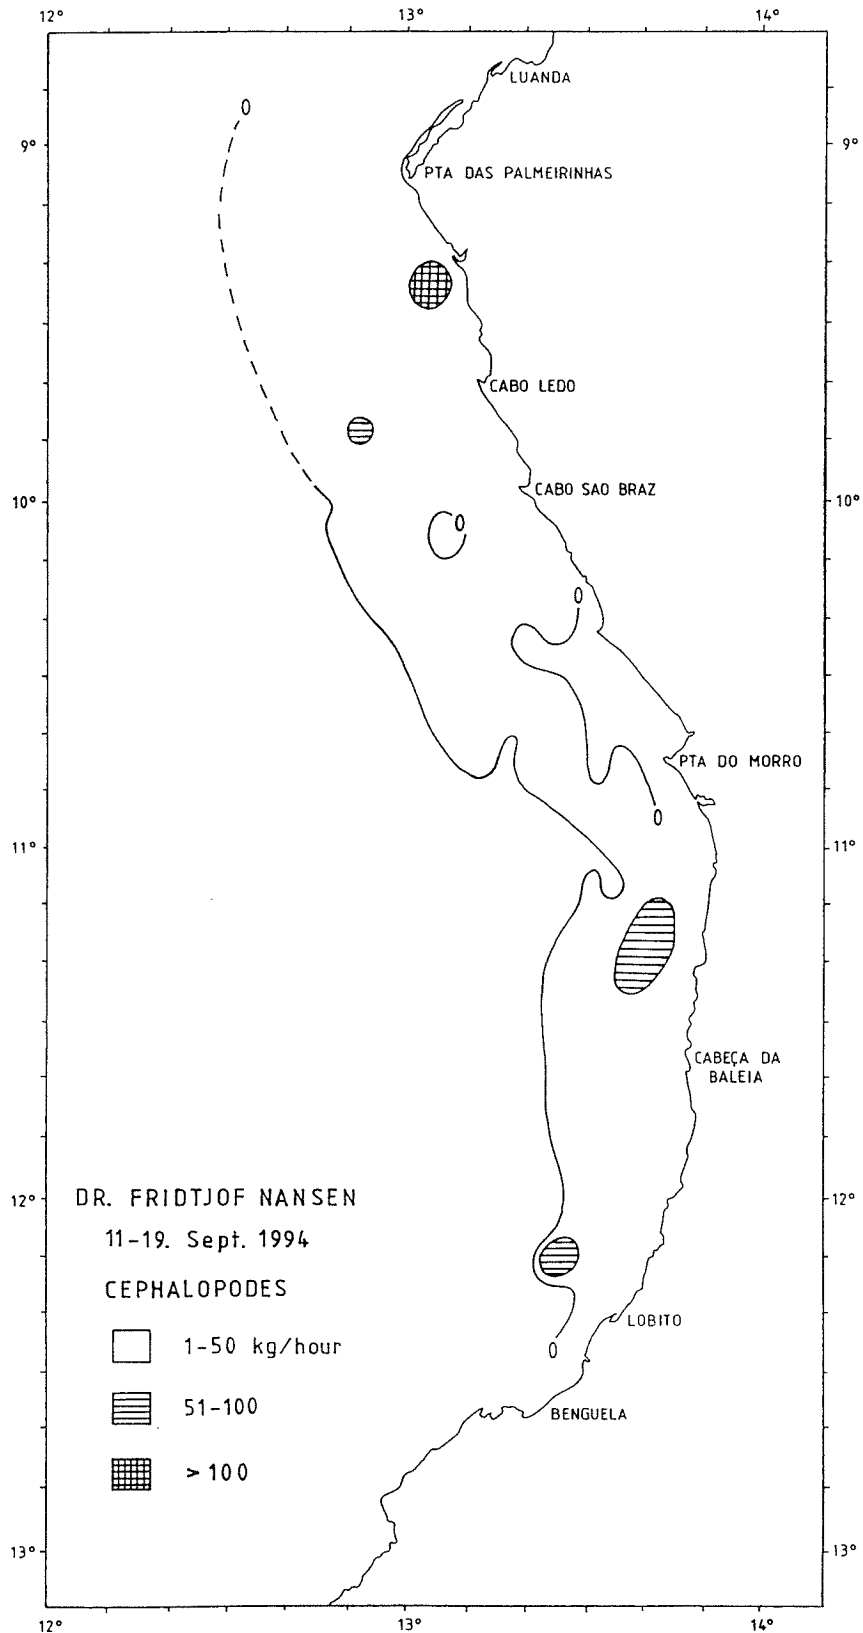 12° 13° 14°
0
LUANDA
9° 9°
PTA DAS PALMEIRINHAS
CABO LEDO
CABO SAO BRAZ
10° 10°
0
0
PTA DO MORRO
0
11° 11°
CABEÇA DA
BALEIA
12° 12°
DR. FRIDTJOF NANSEN
11-19. Sept. 1994
CEPHALOPODES
LOBITO
1-50 kg/hour
0
51-100
BENGUELA
> 100
13° 13°
12° 13° 14°